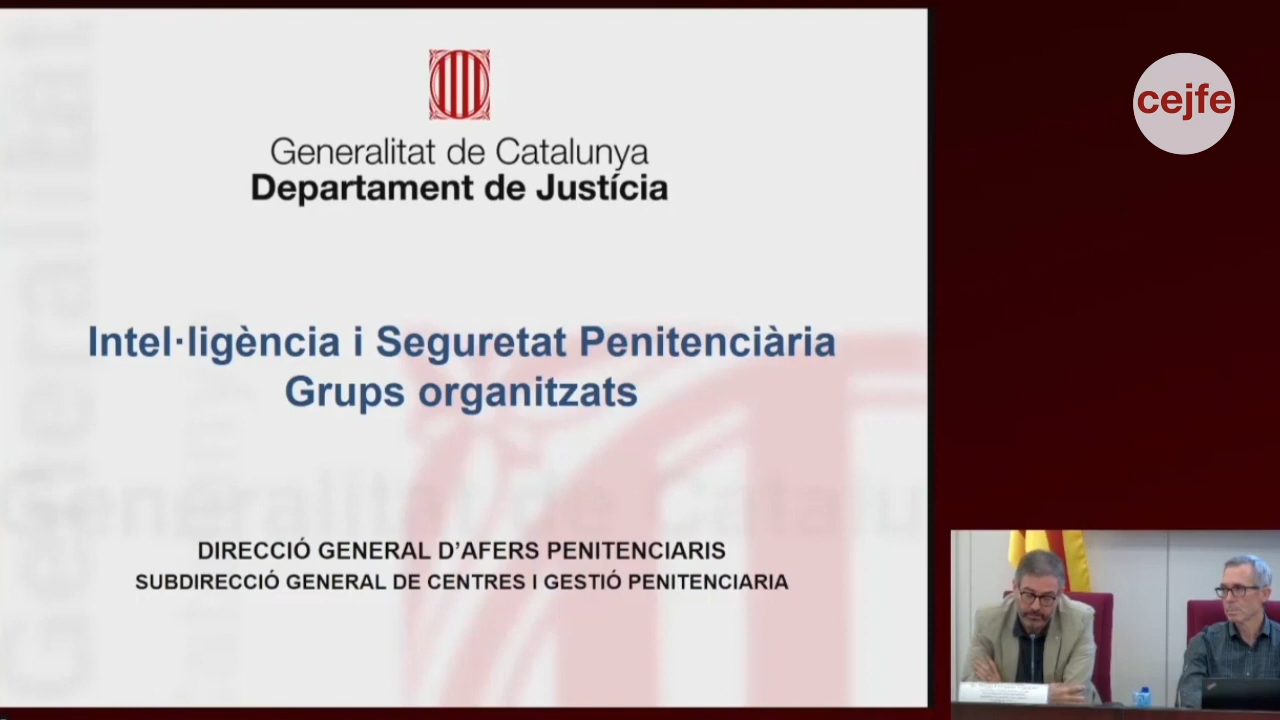 Generalitat de Catalunya
Departament de Justícia
cejfe
Intel·ligència i Seguretat Penitenciària
Grups organitzats
DIRECCIÓ GENERAL D'AFERS PENITENCIARIS
SUBDIRECCIÓ GENERAL DE CENTRES I GESTIÓ PENITENCIARIA